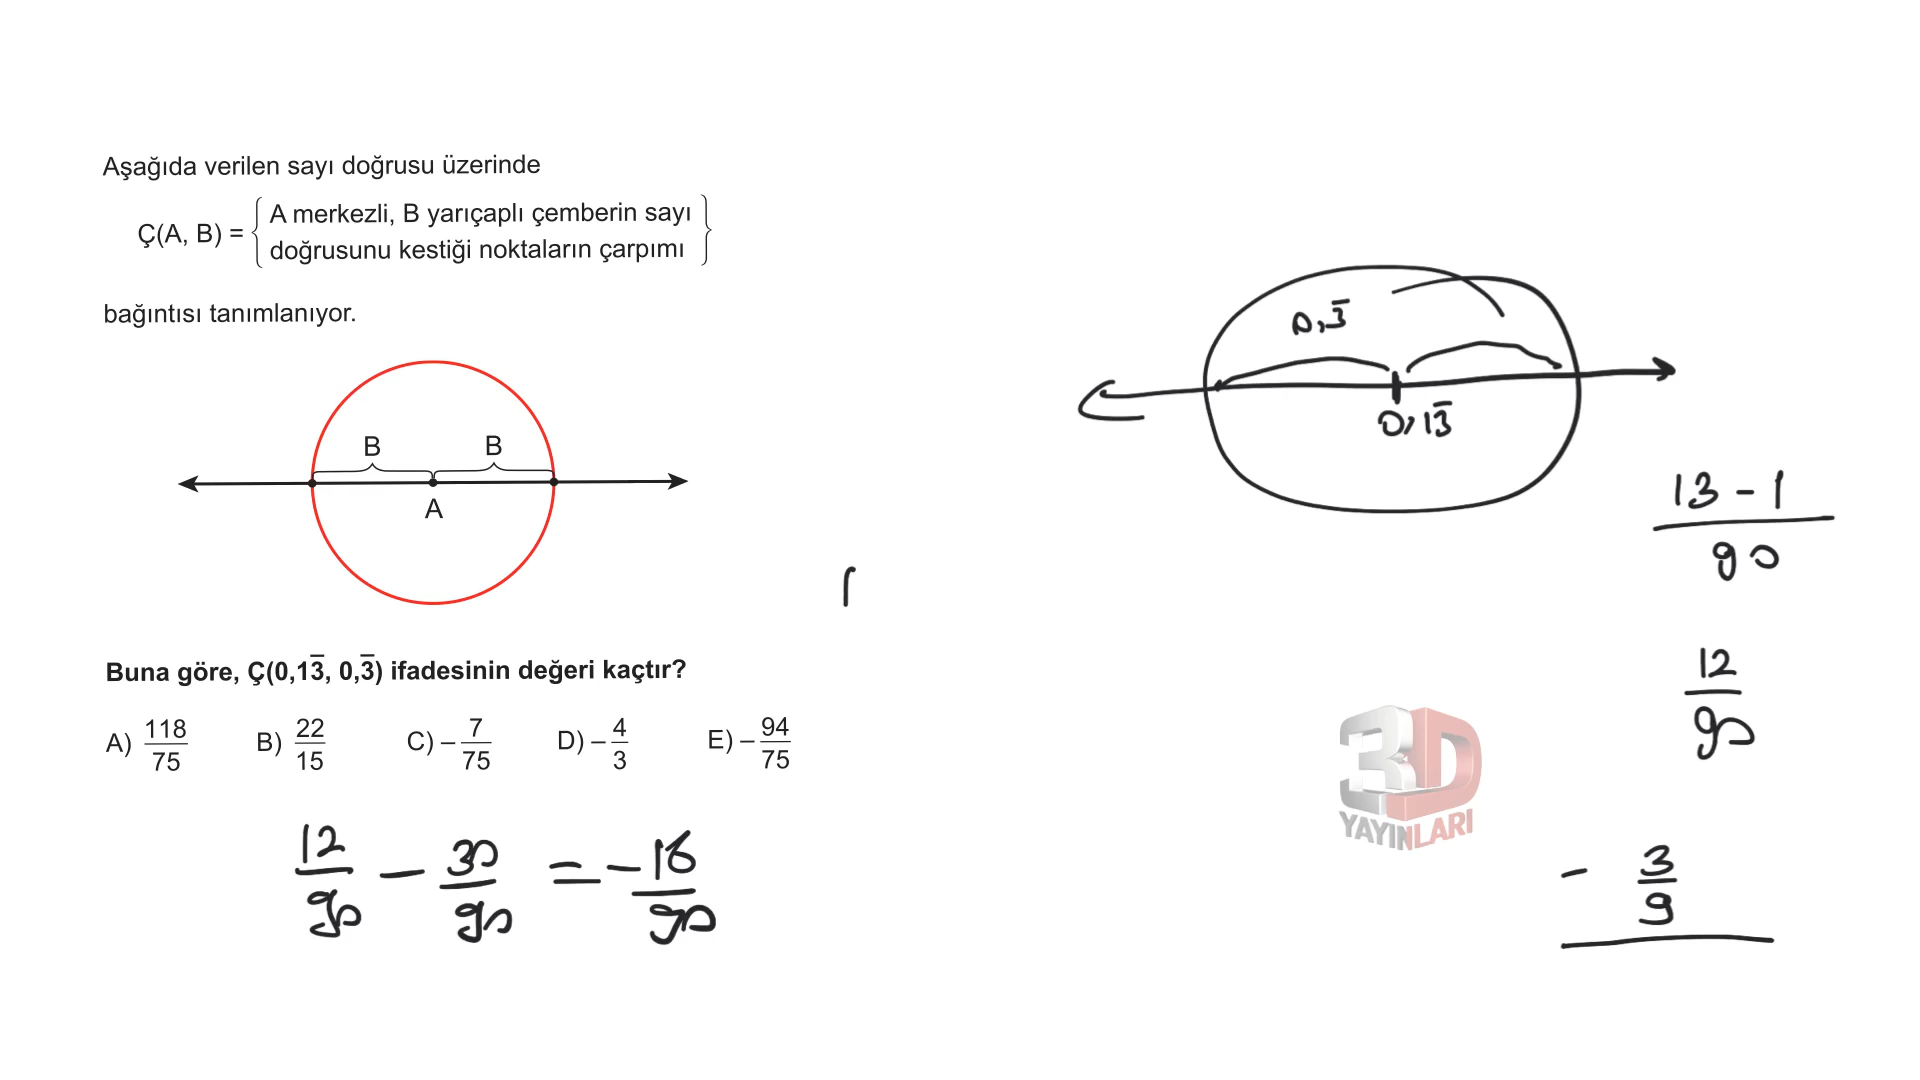 Aşağıda verilen sayı doğrusu üzerinde
Ç(A, B) = { A merkezli, B yarıçaplı çemberin sayı
doğrusunu kestiği noktaların çarpımı }
bağıntısı tanımlanıyor.
B B
A
Buna göre, Ç(0,13̅, 0,3̅) ifadesinin değeri kaçtır?
A) 118/75 B) 22/15 C) – 7/75 D) – 4/3 E) – 94/75
12/90 – 30/90 = – 16/90
0,3̅
0,13̅
13 - 1
90
12
90
- 3
9
3D
YAYINLARI